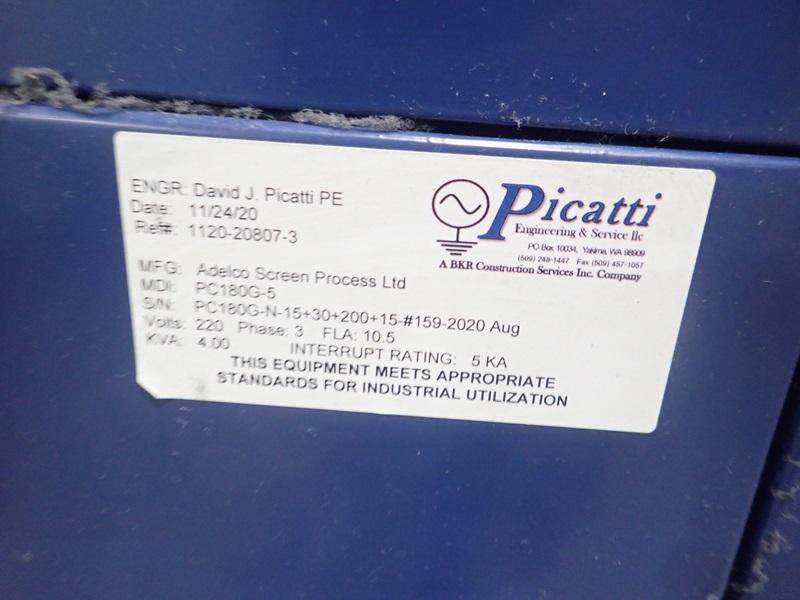 ENGR: David J. Picatti PE
Date: 11/24/20
Ref#: 1120-20807-3
Picatti
Engineering & Service llc
PO Box 10034, Yakima, WA 98909
(509) 248-1447 Fax (509) 457-1057
A BKR Construction Services Inc. Company
MFG: Adelco Screen Process Ltd
MDl: PC180G-5
S/N: PC180G-N-15+30+200+15-#159-2020 Aug
Volts: 220 Phase: 3 FLA: 10.5
KVA: 4.00 INTERRUPT RATING: 5 KA
THIS EQUIPMENT MEETS APPROPRIATE
STANDARDS FOR INDUSTRIAL UTILIZATION